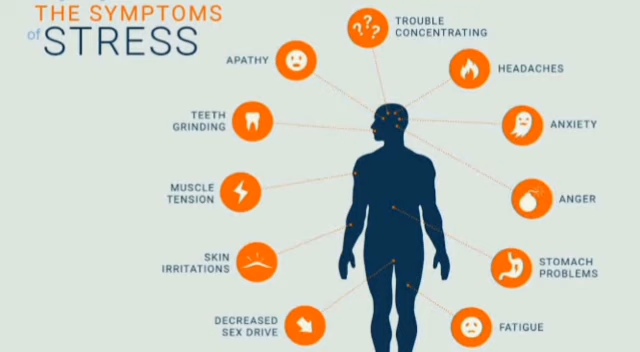 THE SYMPTOMS
of STRESS
TROUBLE
CONCENTRATING
APATHY
HEADACHES
TEETH
GRINDING
ANXIETY
MUSCLE
TENSION
ANGER
SKIN
IRRITATIONS
STOMACH
PROBLEMS
DECREASED
SEX DRIVE
FATIGUE